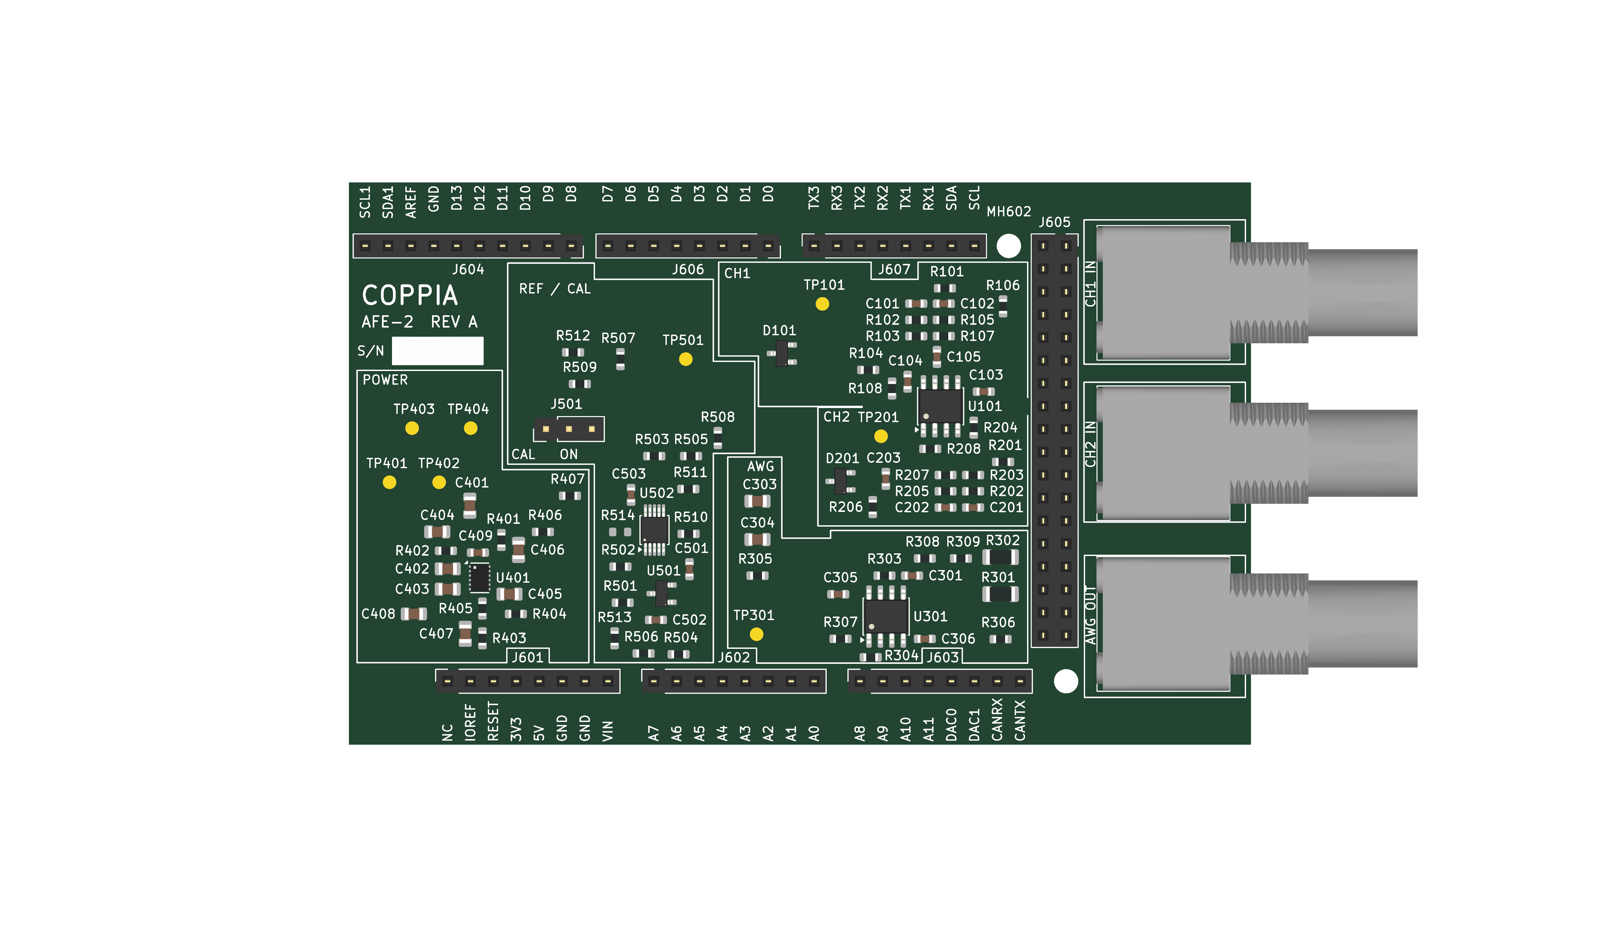 SCL1 SDA1 AREF GND D13 D12 D11 D10 D9 D8 D7 D6 D5 D4 D3 D2 D1 D0 TX3 RX3 TX2 RX2 TX1 RX1 SDA SCL
MH602
J605
J604
J606
CH1
J607
R101
REF / CAL
TP101
R106
COPPIA
C101
C102
AFE-2 REV A
R102
R105
D101
R103
R107
R512
R507
TP501
S/N
R104
C105
R509
C104
POWER
C103
R108
J501
U101
TP403
TP404
R508
CH2
TP201
R204
CAL
ON
R503
R505
R208
R201
TP401
TP402
C401
R407
C503
R511
AWG
D201
C203
R207
R203
C303
U502
R205
R202
R206
C202
C201
C404
R401
R406
R514
R510
C304
C409
R402
C406
R502
C501
R305
R308
R309
R302
R303
C402
U401
U501
C301
R301
C403
C405
R501
C305
C408
R405
R404
R513
C502
TP301
R307
U301
R306
C407
R403
R506
R504
C306
J601
J602
R304
J603
CH1 IN
CH2 IN
AWG OUT
NC IOREF RESET 3V3 5V GND GND VIN A7 A6 A5 A4 A3 A2 A1 A0 A8 A9 A10 A11 DAC0 DAC1 CANRX CANTX